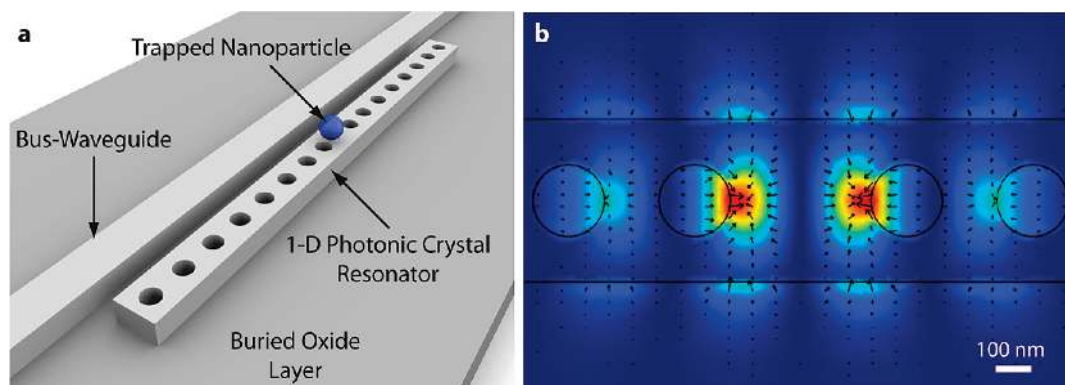 a
Trapped
Nanoparticle
Bus-Waveguide
1-D Photonic Crystal
Resonator
Buried Oxide
Layer
b
100 nm